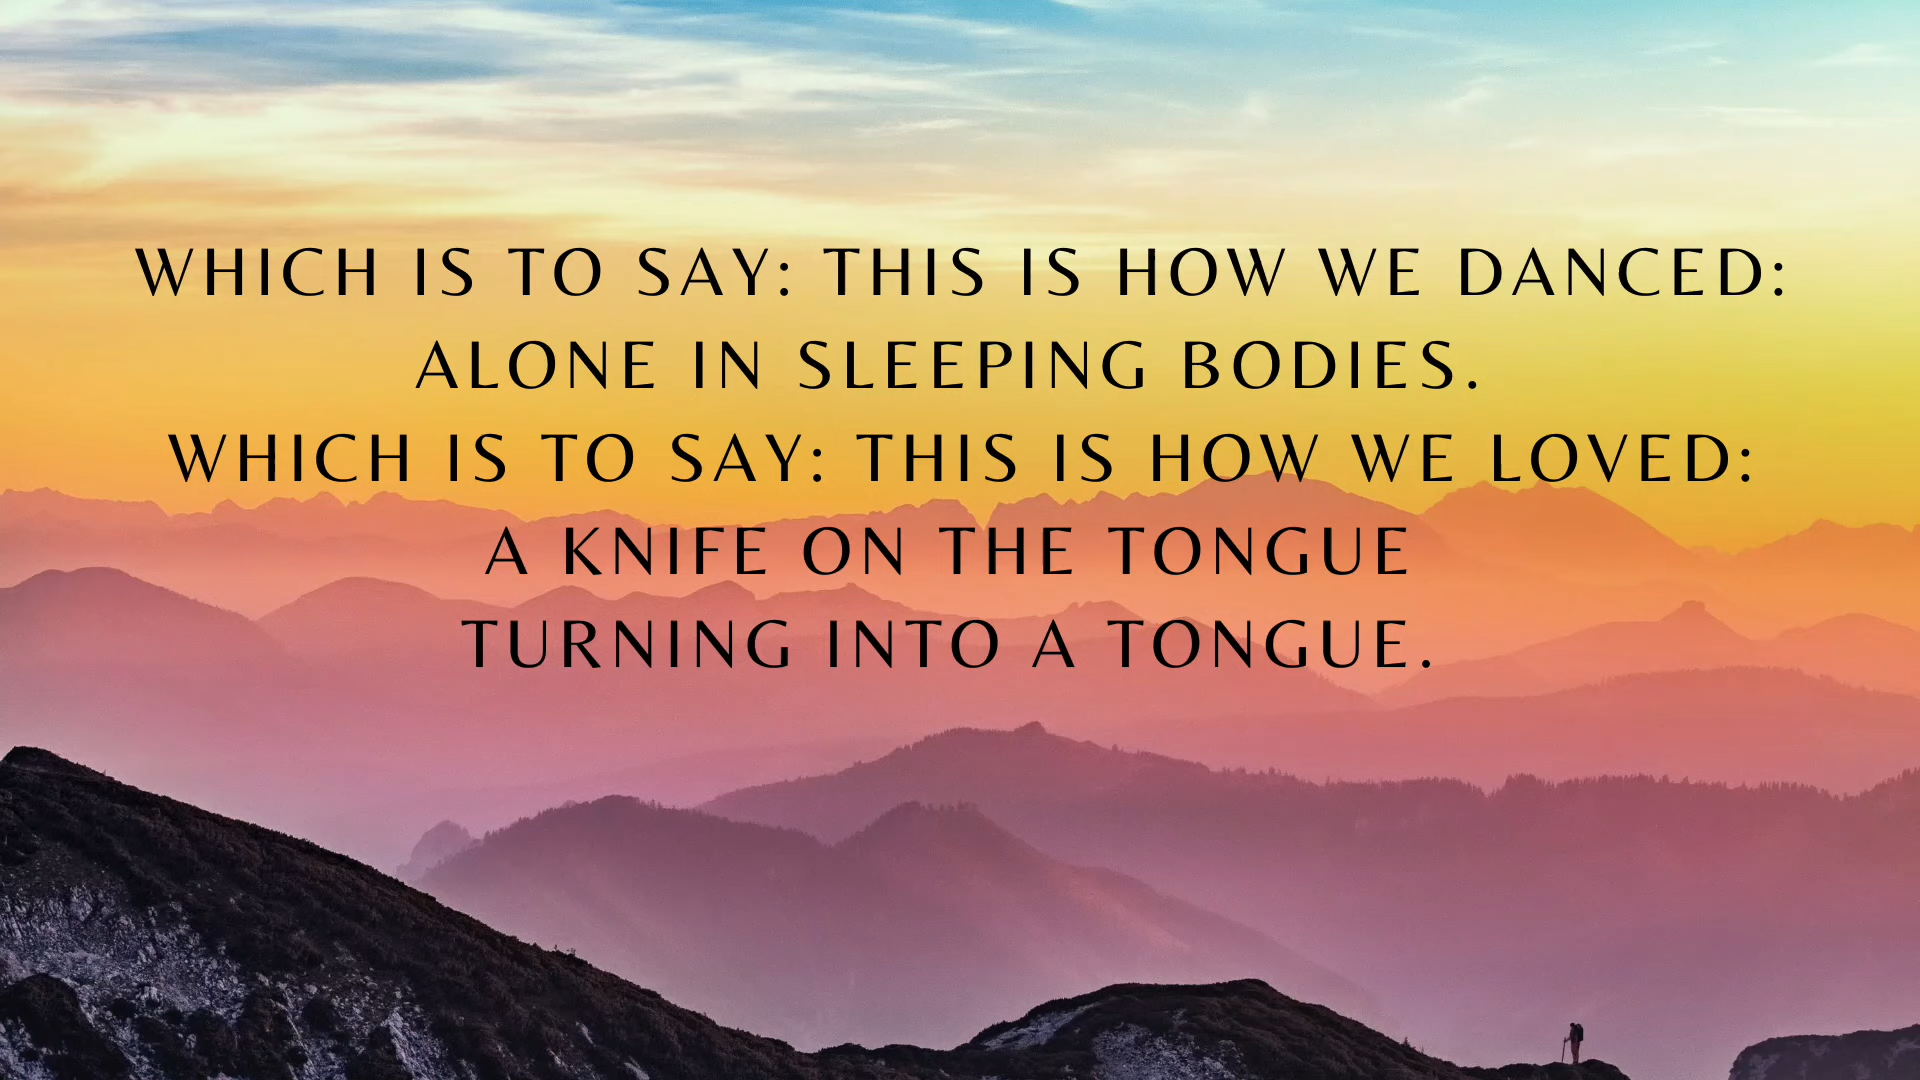 WHICH IS TO SAY: THIS IS HOW WE DANCED:
ALONE IN SLEEPING BODIES.
WHICH IS TO SAY: THIS IS HOW WE LOVED:
A KNIFE ON THE TONGUE
TURNING INTO A TONGUE.